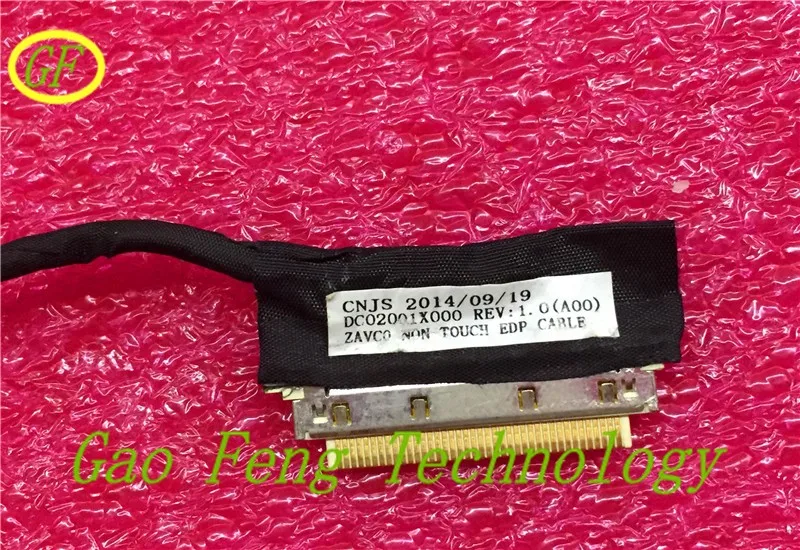 GF
CNJS 2014/09/19
DC02001X000 REV:1.0(A00)
ZAVC0 NON-TOUCH EDP CABLE
Gao Feng Technology